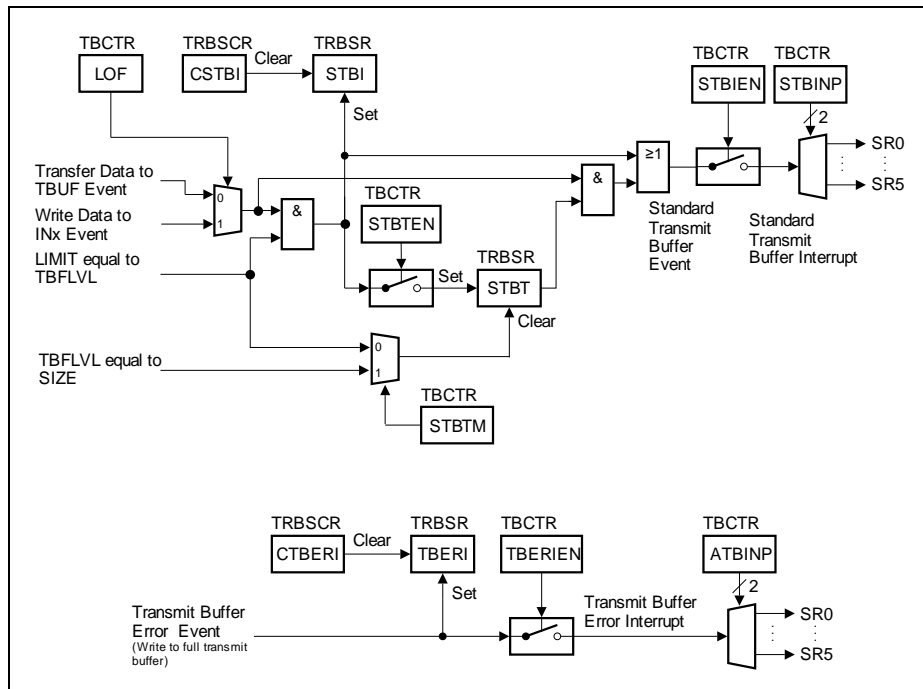 TBCTR
TRBSCR
TRBSR
LOF
CSTBI
Clear
STBI
Set
TBCTR
TBCTR
STBIEN
STBINP
2
SR0
SR5
Transfer Data to
TBUF Event
0
1
Write Data to
INx Event
LIMIT equal to
TBFLVL
&
TBCTR
STBTEN
Set
TRBSR
STBT
Clear
&
≥1
Standard
Transmit
Buffer
Event
Standard
Transmit
Buffer Interrupt
TBFLVL equal to
SIZE
0
1
TBCTR
STBTM
TRBSCR
TRBSR
TBCTR
TBCTR
CTBERI
Clear
TBERI
TBERIEN
ATBINP
Set
2
Transmit Buffer
Error Event
(Write to full transmit
buffer)
Transmit Buffer
Error Interrupt
SR0
SR5